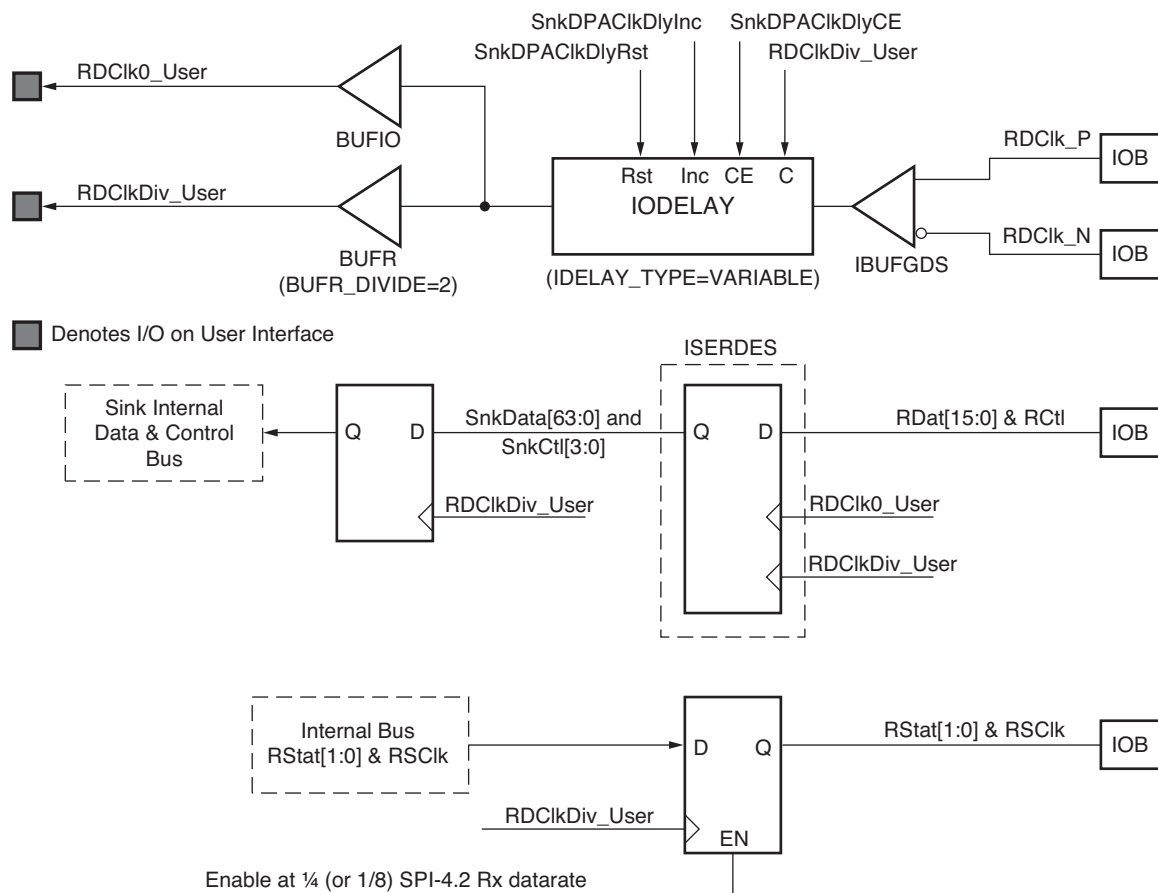 SnkDPAClkDlyInc
SnkDPAClkDlyCE
SnkDPAClkDlyRst
RDClkDiv_User
RDClk0_User
BUFIO
RDClk_P
IOB
Rst Inc CE C
IODELAY
RDClkDiv_User
RDClk_N
IOB
BUFR
(BUFR_DIVIDE=2)
(IDELAY_TYPE=VARIABLE)
IBUFGDS
Denotes I/O on User Interface
ISERDES
Sink Internal
Data & Control
Bus
Q D
SnkData[63:0] and
SnkCtl[3:0]
Q D
RDat[15:0] & RCtl
IOB
RDClkDiv_User
RDClk0_User
RDClkDiv_User
Internal Bus
RStat[1:0] & RSClk
D Q
RStat[1:0] & RSClk
IOB
RDClkDiv_User
EN
Enable at ¼ (or 1/8) SPI-4.2 Rx datarate